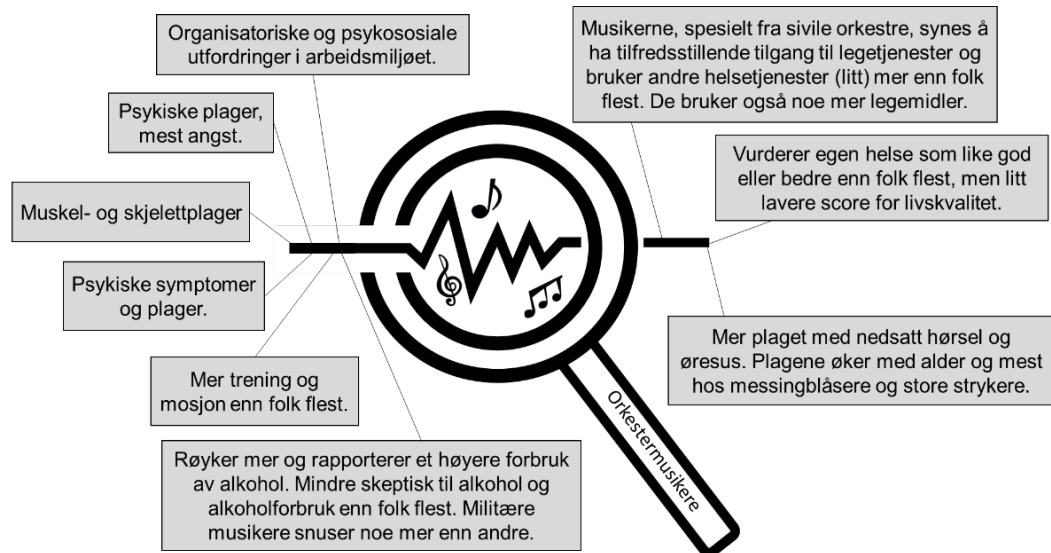 Organisatoriske og psykososiale
utfordringer i arbeidsmiljøet.
Psykiske plager,
mest angst.
Muskel- og skjelettplager
Psykiske symptomer
og plager.
Mer trening og
mosjon enn folk flest.
Røyker mer og rapporterer et høyere forbruk
av alkohol. Mindre skeptisk til alkohol og
alkoholforbruk enn folk flest. Militære
musikere snuser noe mer enn andre.
Musikerne, spesielt fra sivile orkestre, synes å
ha tilfredsstillende tilgang til legetjenester og
bruker andre helsetjenester (litt) mer enn folk
flest. De bruker også noe mer legemidler.
Vurderer egen helse som like god
eller bedre enn folk flest, men litt
lavere score for livskvalitet.
Mer plaget med nedsatt hørsel og
øresus. Plagene øker med alder og mest
hos messingblåsere og store strykere.
Orkestermusikere